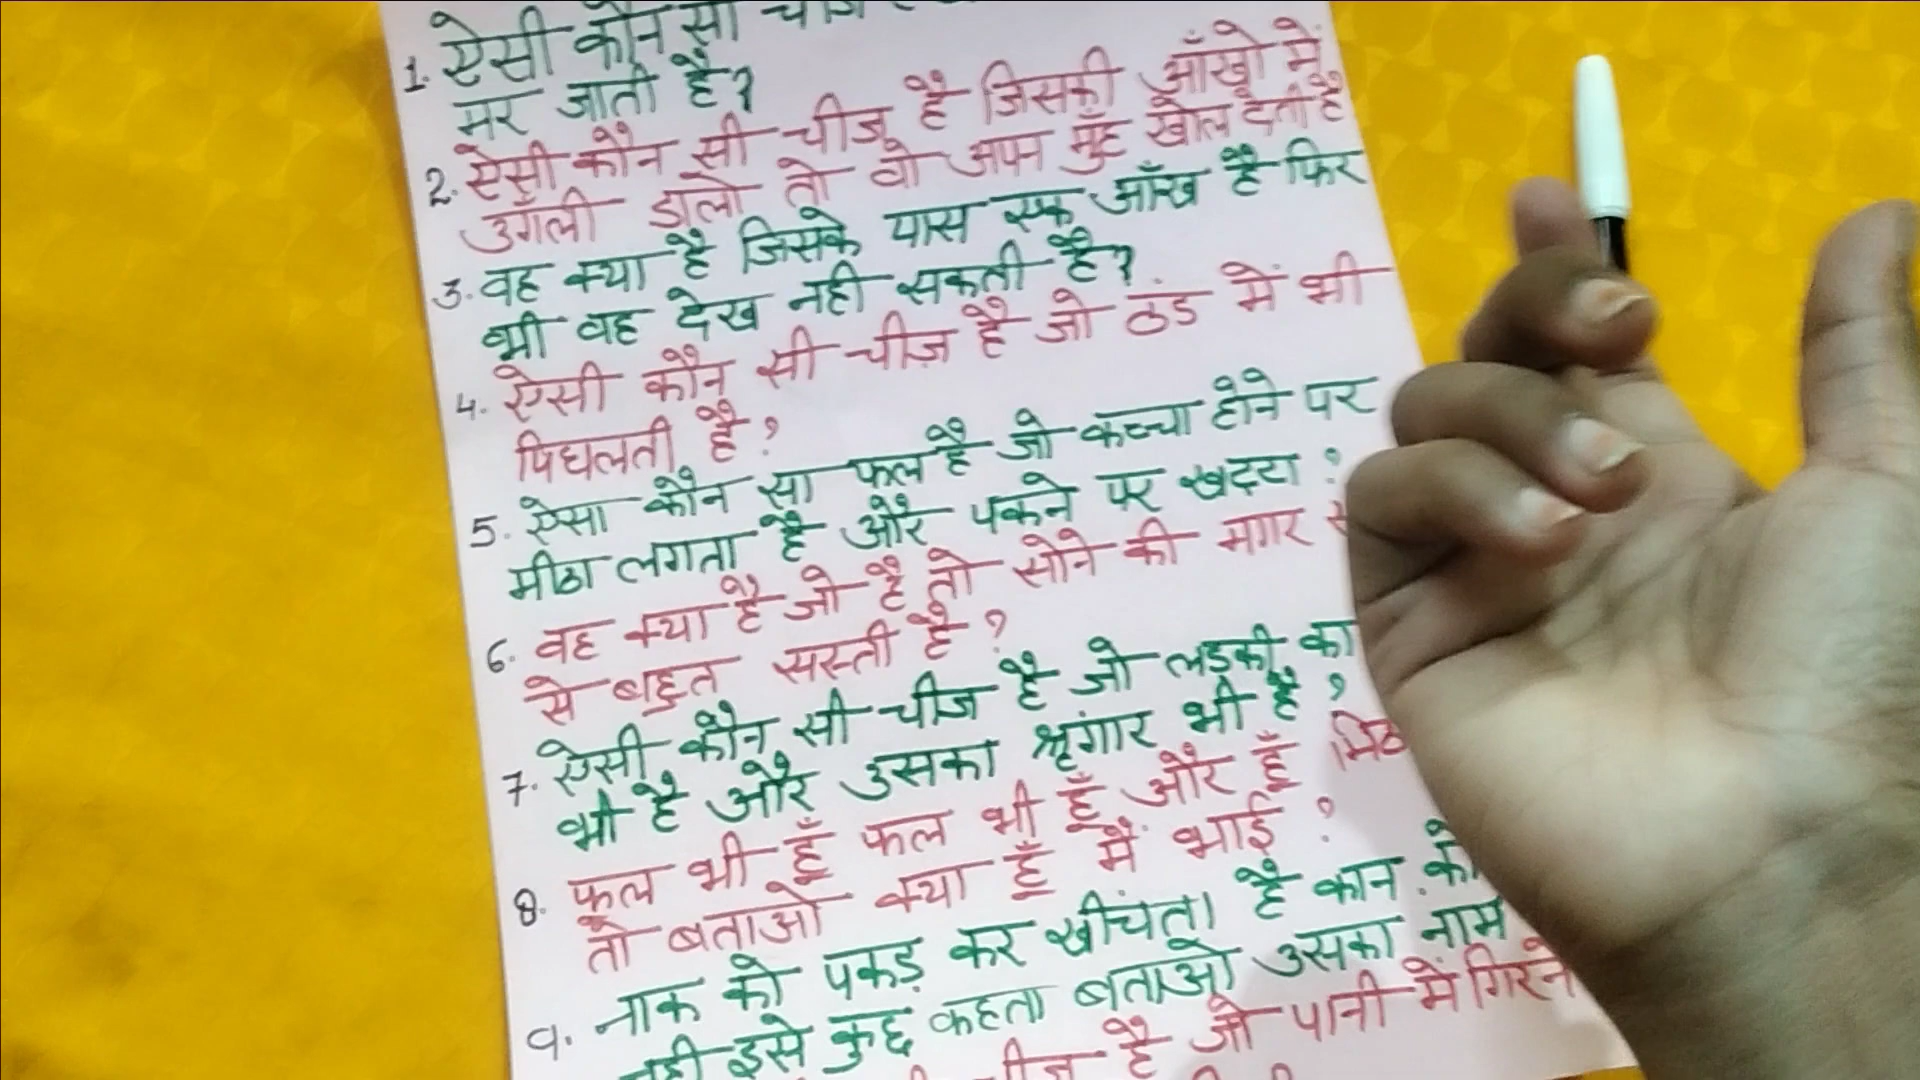 1. ऐसी कौन सी चीज
मर जाती है?
2. ऐसी कौन सी चीज है जिसकी आँखो में
उँगली डालो तो वो अपन मुँह खोल देती है
3. वह क्या है जिसके पास एक आँख है फिर
भी वह देख नही सकती है?
4. ऐसी कौन सी चीज़ है जो ठंड में भी
पिघलती है?
5. ऐसा कौन सा फल है जो कच्चा होने पर
मीठा लगता है और पकने पर खट्टा ?
6. वह क्या है जो है तो सोने की मगर
से बहुत सस्ती है ?
7. ऐसी कौन सी चीज है जो लड़की का
भी है और उसका श्रृंगार भी है ?
8. फूल भी हूँ फल भी हूँ और हूँ मिठ
तो बताओ क्या हूँ मैं भाई ?
9. नाक को पकड़ कर खीचंता है कान को
नही इसे कुछ कहता बताओ उसका नाम
चीज है जो पानी में गिरने